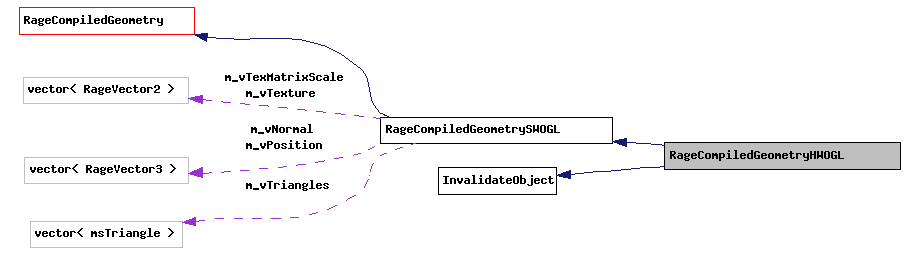 RageCompiledGeometry
m_vTexMatrixScale
m_vTexture
vector< RageVector2 >
m_vNormal
m_vPosition
RageCompiledGeometrySWOGL
RageCompiledGeometryHWOGL
vector< RageVector3 >
m_vTriangles
InvalidateObject
vector< msTriangle >